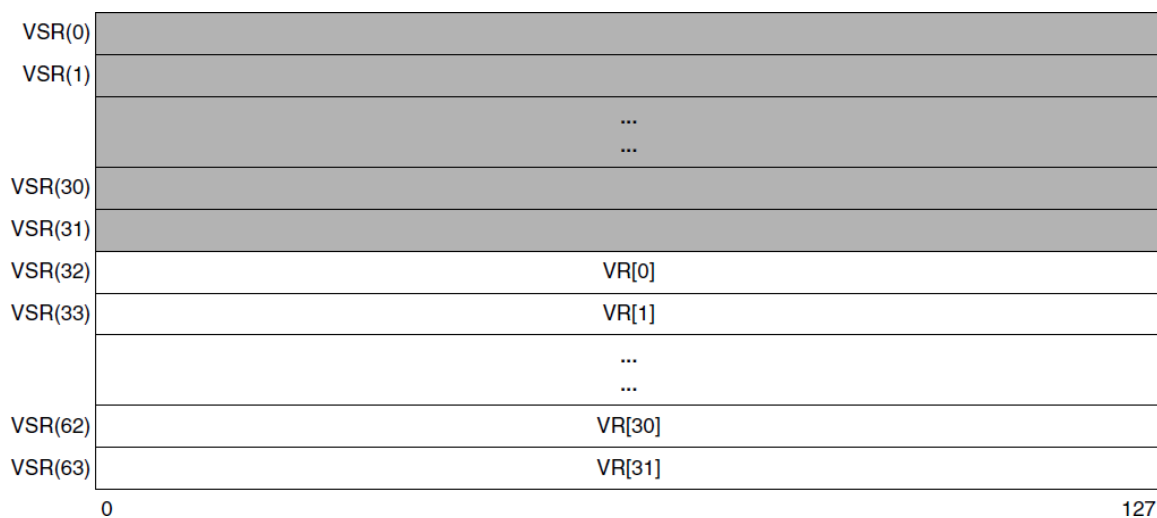 VSR(0)
VSR(1)
...
...
VSR(30)
VSR(31)
VSR(32) VR[0]
VSR(33) VR[1]
...
...
VSR(62) VR[30]
VSR(63) VR[31]
0 127